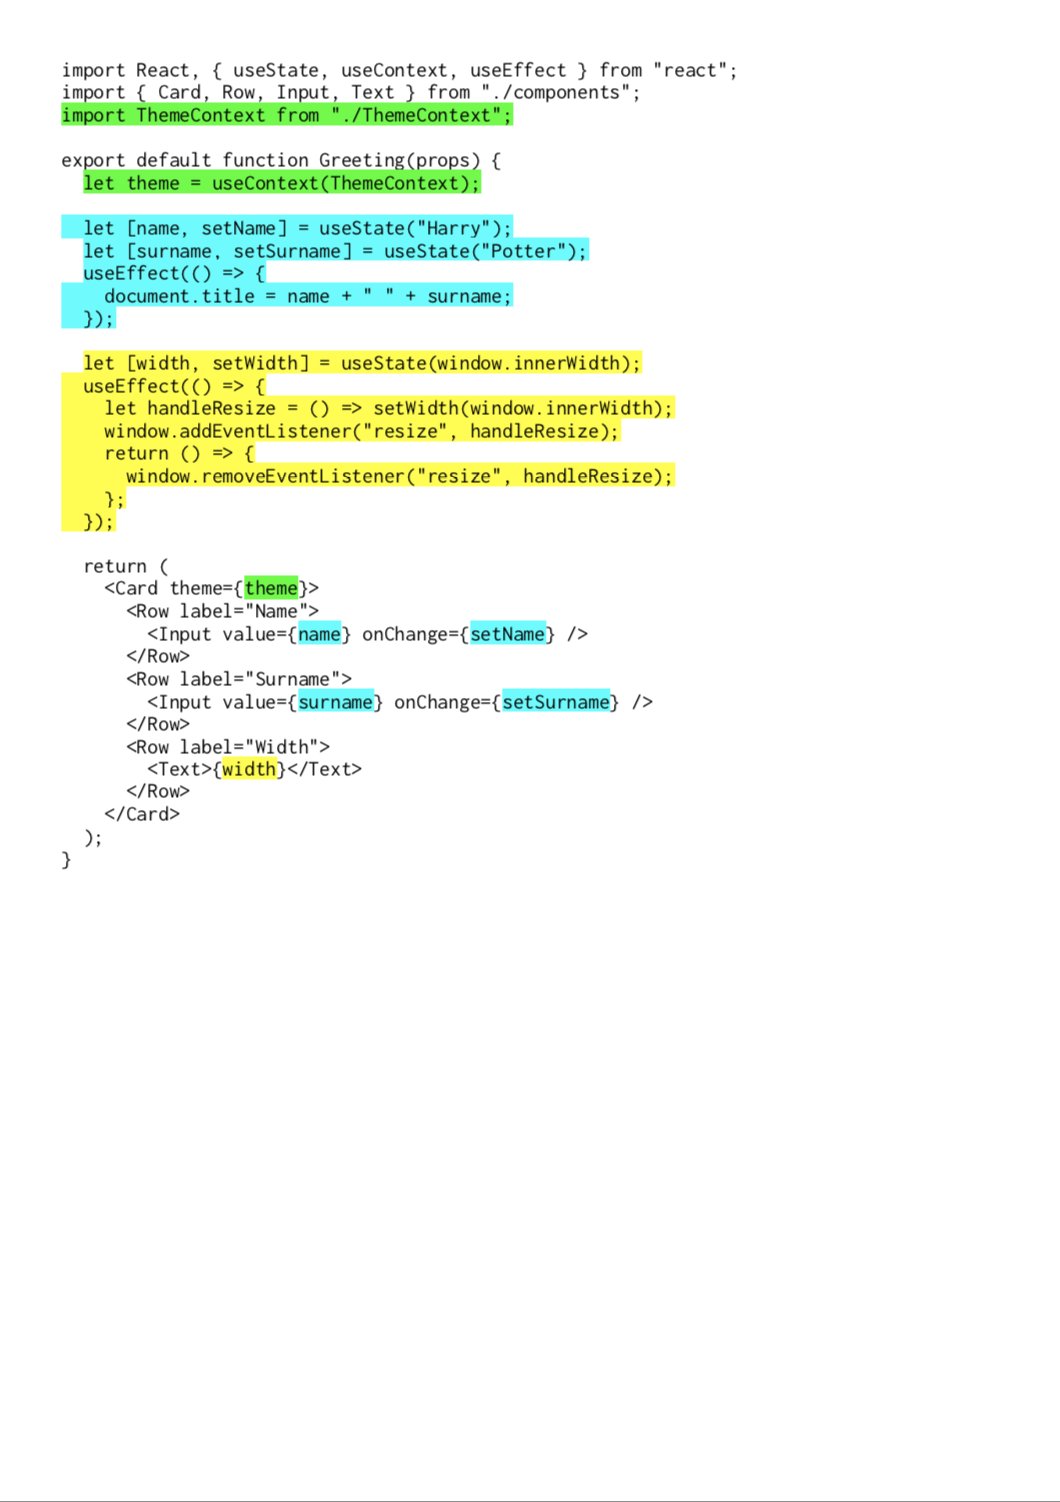 import React, { useState, useContext, useEffect } from "react";
import { Card, Row, Input, Text } from "./components";
import ThemeContext from "./ThemeContext";

export default function Greeting(props) {
  let theme = useContext(ThemeContext);

  let [name, setName] = useState("Harry");
  let [surname, setSurname] = useState("Potter");
  useEffect(() => {
    document.title = name + " " + surname;
  });

  let [width, setWidth] = useState(window.innerWidth);
  useEffect(() => {
    let handleResize = () => setWidth(window.innerWidth);
    window.addEventListener("resize", handleResize);
    return () => {
      window.removeEventListener("resize", handleResize);
    };
  });

  return (
    <Card theme={theme}>
      <Row label="Name">
        <Input value={name} onChange={setName} />
      </Row>
      <Row label="Surname">
        <Input value={surname} onChange={setSurname} />
      </Row>
      <Row label="Width">
        <Text>{width}</Text>
      </Row>
    </Card>
  );
}